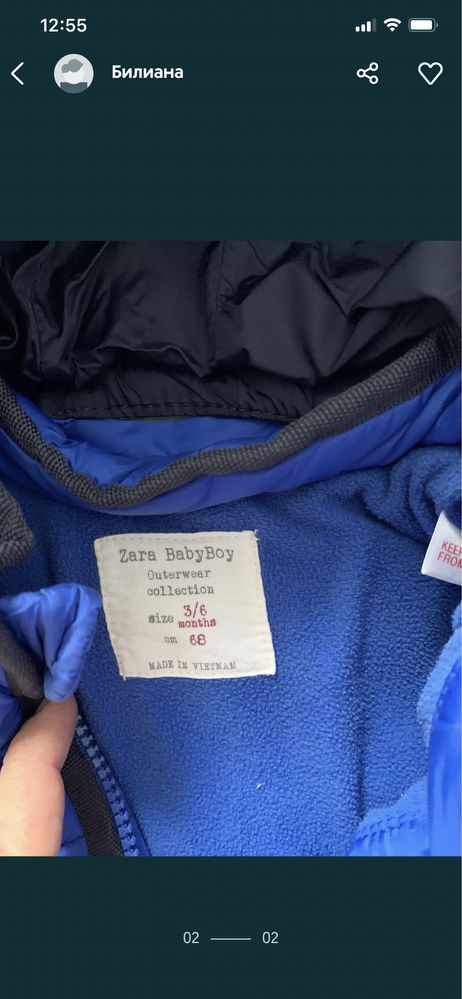 12:55
Билиана
Zara BabyBoy
Outerwear
collection
size 3/6
months
cm 68
MADE IN VIETNAM
KEEP
FROM
02 02